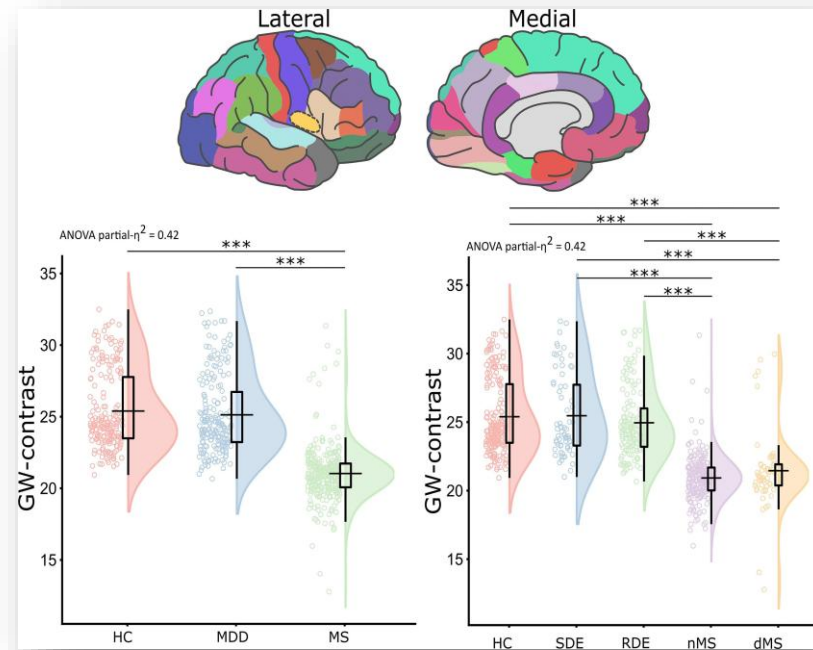 Lateral
Medial
ANOVA partial-η² = 0.42
***
***
GW-contrast
35
30
25
20
15
HC
MDD
MS
***
***
***
ANOVA partial-η² = 0.42
***
***
***
GW-contrast
35
30
25
20
15
HC
SDE
RDE
nMS
dMS